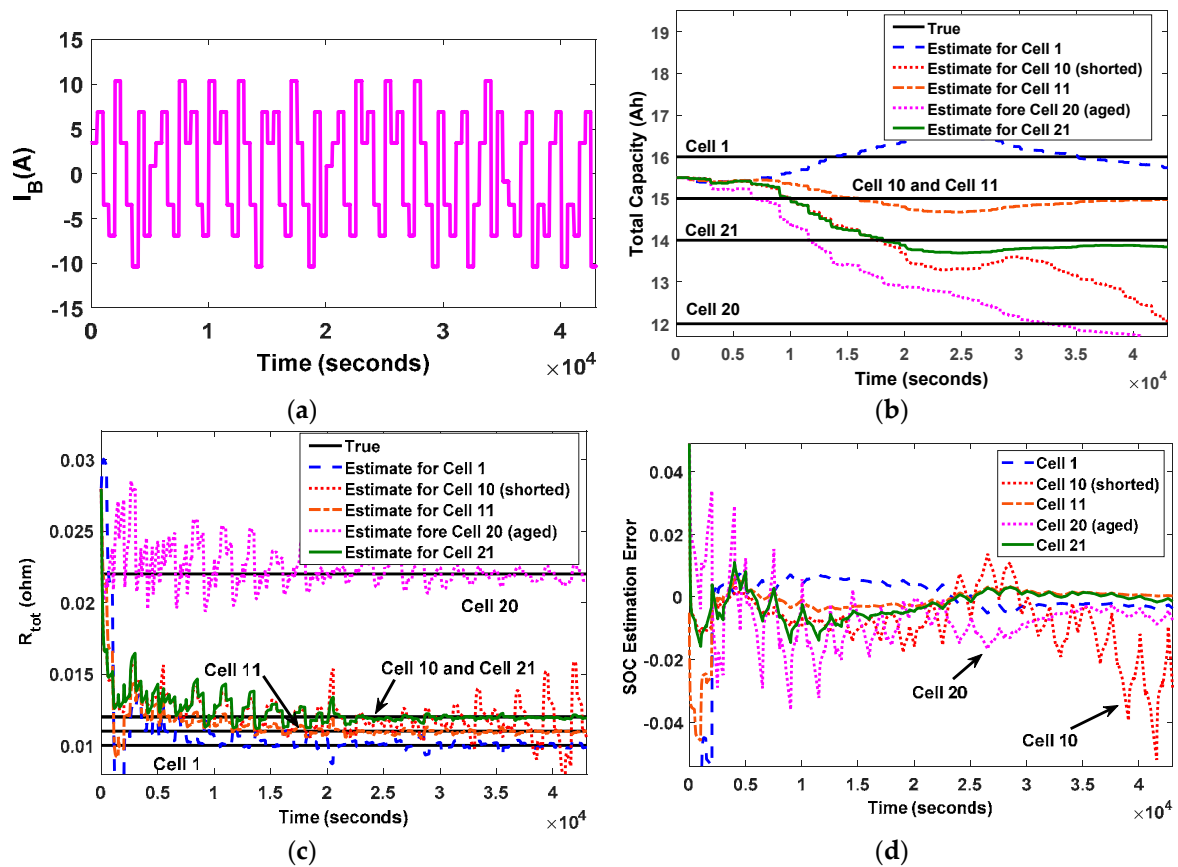 15
10
5
0
-5
-10
-15
I_B(A)
0
1
2
3
4
Time (seconds)
×10⁴
(a)
19
18
17
16
15
14
13
12
Total Capacity (Ah)
True
Estimate for Cell 1
Estimate for Cell 10 (shorted)
Estimate for Cell 11
Estimate fore Cell 20 (aged)
Estimate for Cell 21
Cell 1
Cell 10 and Cell 11
Cell 21
Cell 20
0 0.5 1 1.5 2 2.5 3 3.5 4
Time (seconds)
×10⁴
(b)
0.03
0.025
0.02
0.015
0.01
R_tot (ohm)
True
Estimate for Cell 1
Estimate for Cell 10 (shorted)
Estimate for Cell 11
Estimate fore Cell 20 (aged)
Estimate for Cell 21
Cell 20
Cell 11
Cell 10 and Cell 21
Cell 1
0 0.5 1 1.5 2 2.5 3 3.5 4
Time (seconds)
×10⁴
(c)
0.04
0.02
0
-0.02
-0.04
SOC Estimation Error
Cell 1
Cell 10 (shorted)
Cell 11
Cell 20 (aged)
Cell 21
Cell 20
Cell 10
0 0.5 1 1.5 2 2.5 3 3.5 4
Time (seconds)
×10⁴
(d)